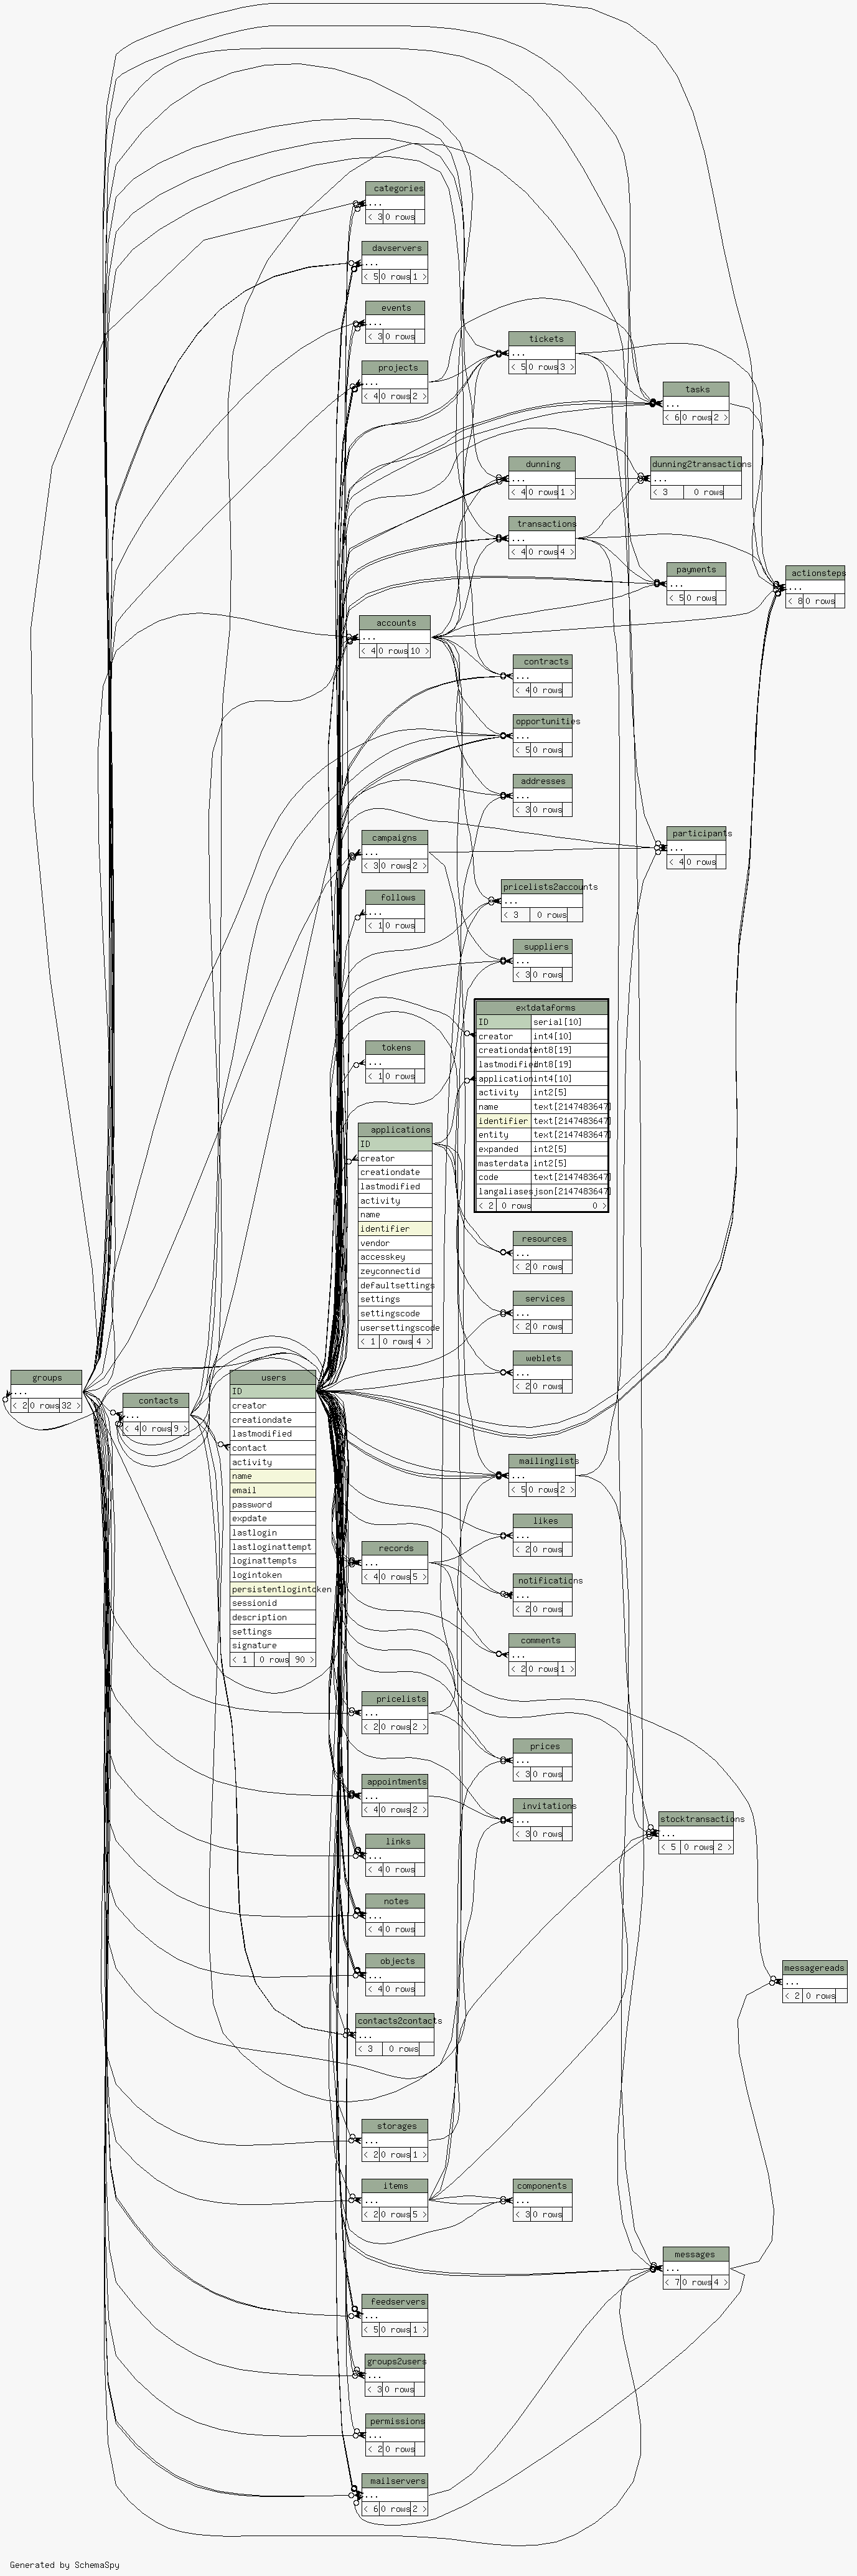 categories
...
< 3 0 rows
davservers
...
< 5 0 rows 1 >
events
...
< 3 0 rows
projects
...
< 4 0 rows 2 >
tickets
...
< 5 0 rows 3 >
tasks
...
< 6 0 rows 2 >
dunning
...
< 4 0 rows 1 >
dunning2transactions
...
< 3 0 rows
transactions
...
< 4 0 rows 4 >
payments
...
< 5 0 rows
actionsteps
...
< 8 0 rows
accounts
...
< 4 0 rows 10 >
contracts
...
< 4 0 rows
opportunities
...
< 5 0 rows
addresses
...
< 3 0 rows
campaigns
...
< 3 0 rows 2 >
participants
...
< 4 0 rows
follows
...
< 1 0 rows
pricelists2accounts
...
< 3 0 rows
suppliers
...
< 3 0 rows
extdataforms
ID serial[10]
creator int4[10]
creationdate int8[19]
lastmodified int8[19]
application int4[10]
activity int2[5]
name text[2147483647]
identifier text[2147483647]
entity text[2147483647]
expanded int2[5]
masterdata int2[5]
code text[2147483647]
langaliases json[2147483647]
< 2 0 rows 0 >
tokens
...
< 1 0 rows
applications
ID
creator
creationdate
lastmodified
activity
name
identifier
vendor
accesskey
zeyconnectid
defaultsettings
settings
settingscode
usersettingscode
< 1 0 rows 4 >
resources
...
< 2 0 rows
services
...
< 2 0 rows
weblets
...
< 2 0 rows
groups
...
< 2 0 rows 32 >
contacts
...
< 4 0 rows 9 >
users
ID
creator
creationdate
lastmodified
contact
activity
name
email
password
expdate
lastlogin
lastloginattempt
loginattempts
logintoken
persistentlogintoken
sessionid
description
settings
signature
< 1 0 rows 90 >
mailinglists
...
< 5 0 rows 2 >
likes
...
< 2 0 rows
records
...
< 4 0 rows 5 >
notifications
...
< 2 0 rows
comments
...
< 2 0 rows 1 >
pricelists
...
< 2 0 rows 2 >
prices
...
< 3 0 rows
appointments
...
< 4 0 rows 2 >
invitations
...
< 3 0 rows
stocktransactions
...
< 5 0 rows 2 >
links
...
< 4 0 rows
notes
...
< 4 0 rows
objects
...
< 4 0 rows
messagereads
...
< 2 0 rows
contacts2contacts
...
< 3 0 rows
storages
...
< 2 0 rows 1 >
items
...
< 2 0 rows 5 >
components
...
< 3 0 rows
messages
...
< 7 0 rows 4 >
feedservers
...
< 5 0 rows 1 >
groups2users
...
< 3 0 rows
permissions
...
< 2 0 rows
mailservers
...
< 6 0 rows 2 >
Generated by SchemaSpy